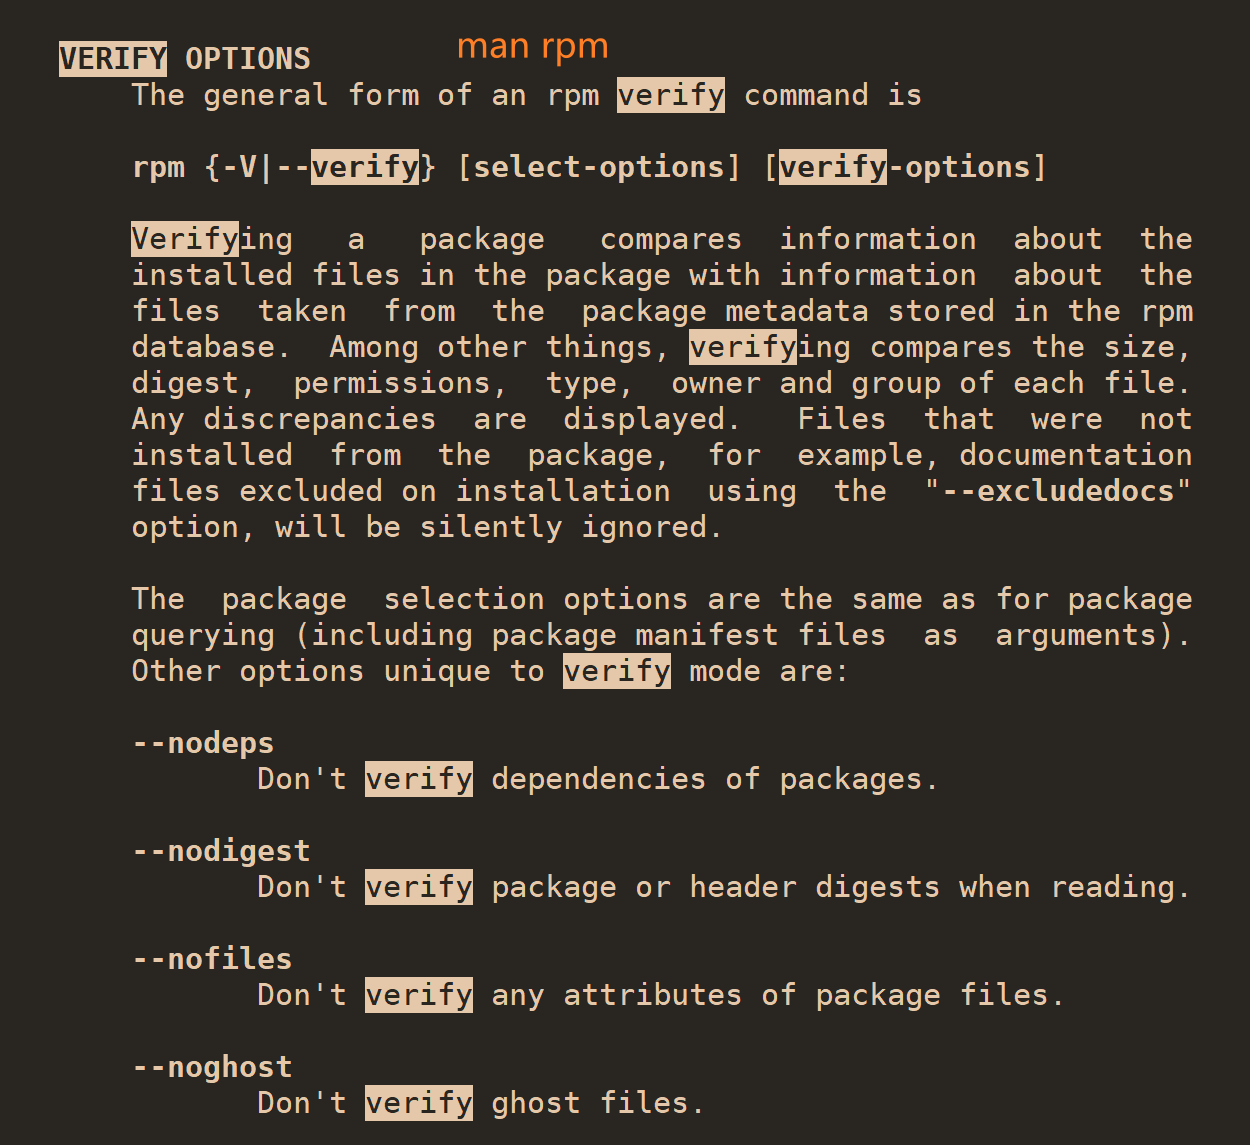 VERIFY OPTIONS
man rpm
The general form of an rpm verify command is
rpm {-V|--verify} [select-options] [verify-options]
Verifying a package compares information about the
installed files in the package with information about the
files taken from the package metadata stored in the rpm
database. Among other things, verifying compares the size,
digest, permissions, type, owner and group of each file.
Any discrepancies are displayed. Files that were not
installed from the package, for example, documentation
files excluded on installation using the "--excludedocs"
option, will be silently ignored.
The package selection options are the same as for package
querying (including package manifest files as arguments).
Other options unique to verify mode are:
--nodeps
Don't verify dependencies of packages.
--nodigest
Don't verify package or header digests when reading.
--nofiles
Don't verify any attributes of package files.
--noghost
Don't verify ghost files.